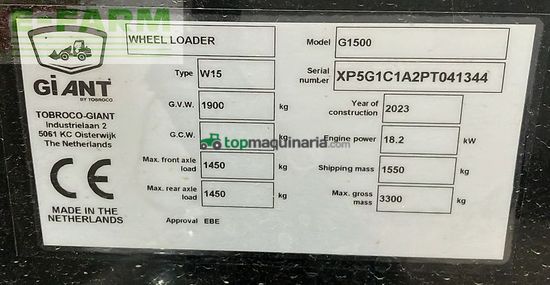 E-FARM
GiANT
BY TOBROCO
TOBROCO-GIANT
Industrielaan 2
5061 KC Oisterwijk
The Netherlands
CE
MADE IN THE
NETHERLANDS
WHEEL LOADER
Model G1500
Type W15
Serial number XP5G1C1A2PT041344
G.V.W. 1900 kg
Year of construction 2023
G.C.W. kg
Engine power 18.2 kW
topmaquinaria.com
Max. front axle load 1450 kg
Shipping mass 1550 kg
Max. rear axle load 1450 kg
Max. gross mass 3300 kg
Approval EBE